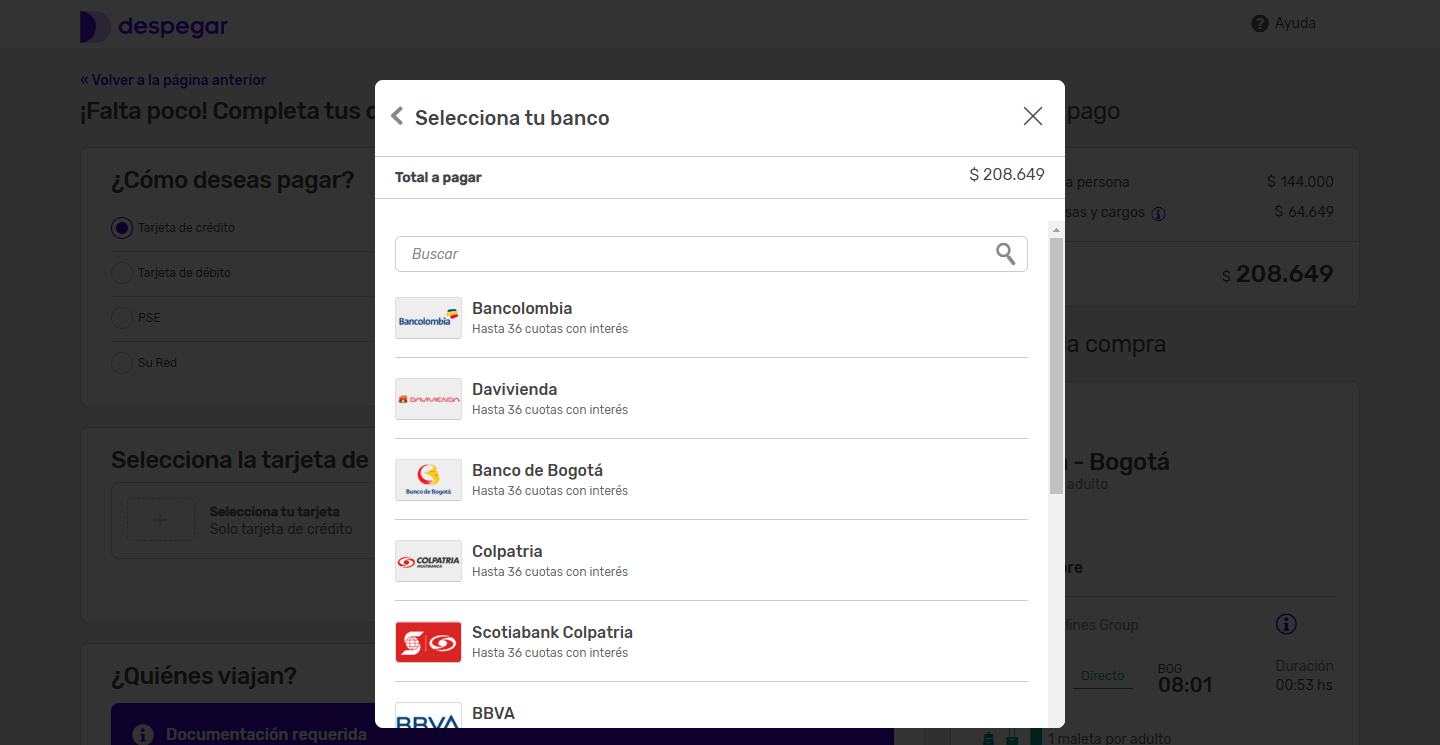 despegar
? Ayuda
« Volver a la página anterior
¡Falta poco! Completa tus d
pago
¿Cómo deseas pagar?
Tarjeta de crédito
Tarjeta de débito
PSE
Su Red
Selecciona la tarjeta de
+
Selecciona tu tarjeta
Solo tarjeta de crédito
¿Quiénes viajan?
i Documentación requerida
Selecciona tu banco
Total a pagar
$ 208.649
Buscar
Bancolombia
Bancolombia
Hasta 36 cuotas con interés
DAVIVIENDA
Davivienda
Hasta 36 cuotas con interés
Banco de Bogotá
Banco de Bogotá
Hasta 36 cuotas con interés
COLPATRIA
MULTIBANCA
Colpatria
Hasta 36 cuotas con interés
Scotiabank Colpatria
Hasta 36 cuotas con interés
BBVA
BBVA
a persona
$ 144.000
sas y cargos i
$ 64.649
$ 208.649
a compra
- Bogotá
adulto
bre
lines Group
i
Directo
BOG
08:01
Duración
00:53 hs
1 maleta por adulto